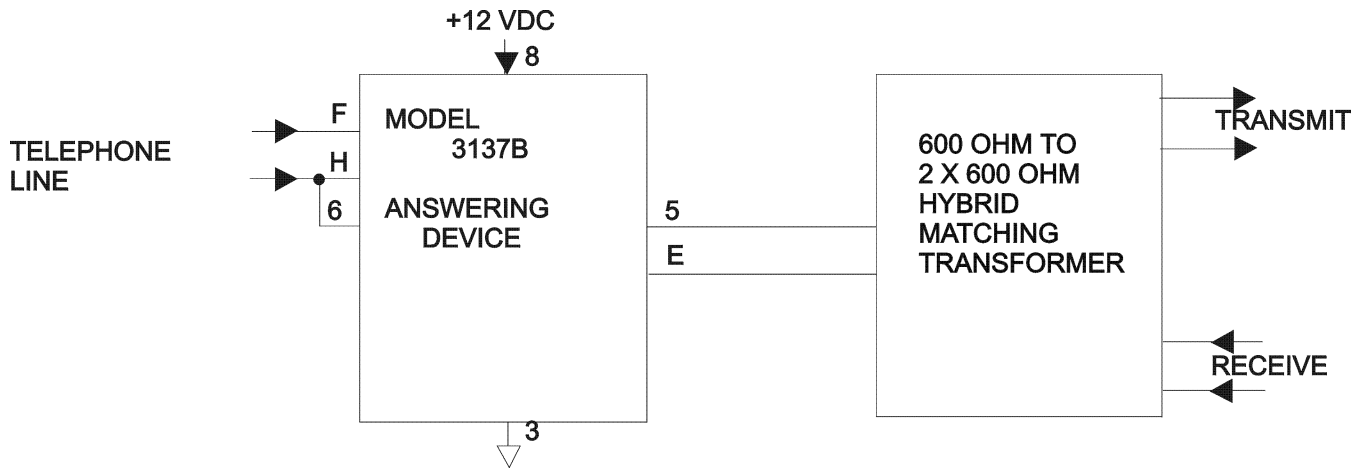 +12 VDC
8
F
MODEL
3137B
TELEPHONE
LINE
H
6
ANSWERING
DEVICE
5
E
3
600 OHM TO
2 X 600 OHM
HYBRID
MATCHING
TRANSFORMER
TRANSMIT
RECEIVE